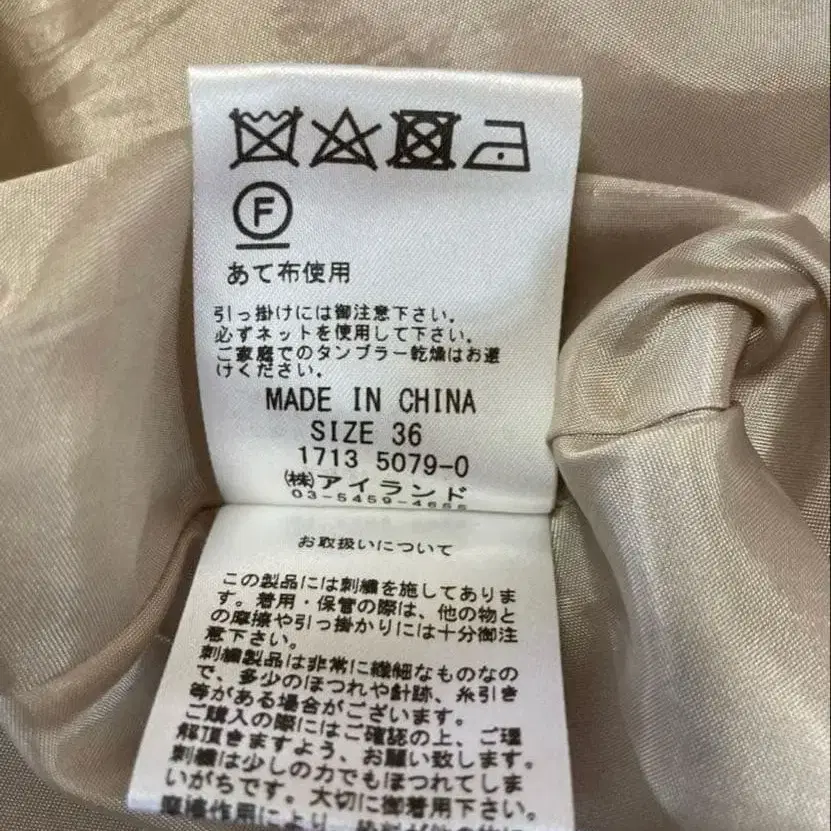 F
あて布使用
引っ掛けには御注意下さい。
必ずネットを使用して下さい。
ご家庭でのタンブラー乾燥はお避
けください。
MADE IN CHINA
SIZE 36
1713 5079-0
㈱アイランド
03-5459-4655
お取扱いについて
この製品には刺繍を施してありま
す。着用・保管の際は、他の物と
の摩擦や引っ掛かりには十分御注
意下さい。
刺繍製品は非常に繊細なものなの
で、多少のほつれや針跡、糸引き
等がある場合がございます。
ご購入の際にはご確認の上、ご理
解頂きますよう、お願い致します。
刺繍は少しの力でもほつれてしま
いがちです。大切に御着用下さい。
摩擦作用により、